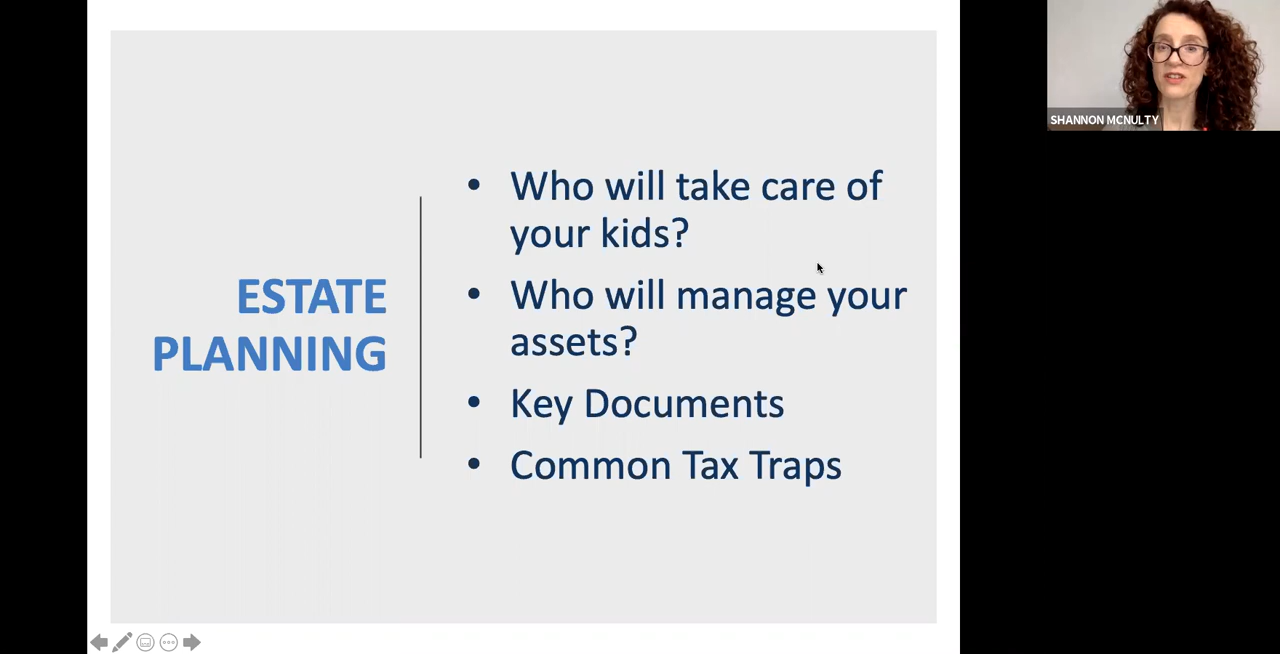 ESTATE
PLANNING
• Who will take care of
your kids?
• Who will manage your
assets?
• Key Documents
• Common Tax Traps
SHANNON MCNULTY